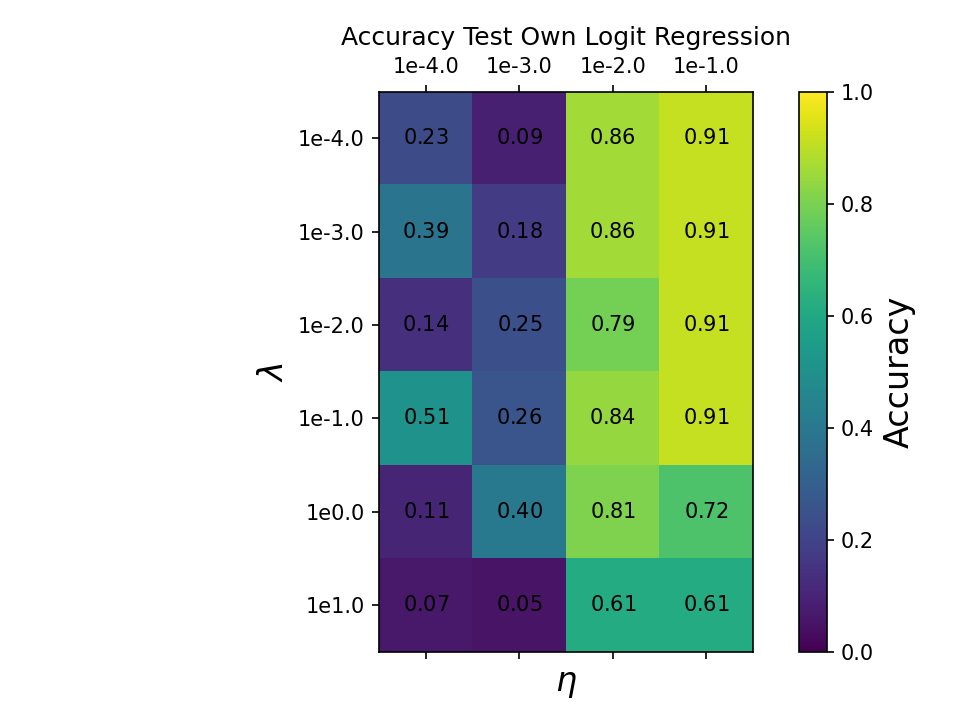 Accuracy Test Own Logit Regression
1e-4.0 1e-3.0 1e-2.0 1e-1.0
1e-4.0 0.23 0.09 0.86 0.91
1e-3.0 0.39 0.18 0.86 0.91
1e-2.0 0.14 0.25 0.79 0.91
1e-1.0 0.51 0.26 0.84 0.91
1e0.0 0.11 0.40 0.81 0.72
1e1.0 0.07 0.05 0.61 0.61
λ
η
1.0
0.8
0.6
0.4
0.2
0.0
Accuracy